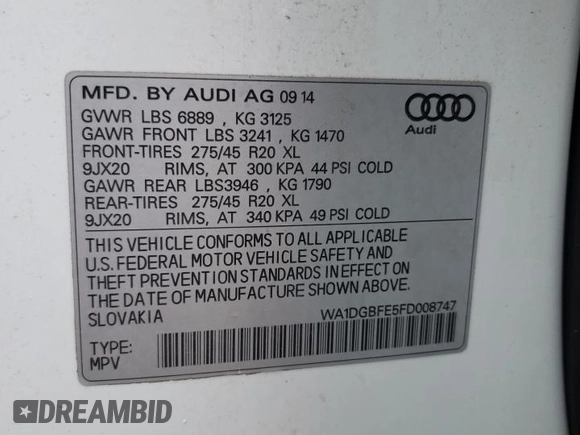 MFD. BY AUDI AG 09 14
GVWR LBS 6889 , KG 3125
GAWR FRONT LBS 3241 , KG 1470
FRONT-TIRES 275/45 R20 XL
9JX20 RIMS, AT 300 KPA 44 PSI COLD
GAWR REAR LBS3946 , KG 1790
REAR-TIRES 275/45 R20 XL
9JX20 RIMS, AT 340 KPA 49 PSI COLD
Audi
THIS VEHICLE CONFORMS TO ALL APPLICABLE
U.S. FEDERAL MOTOR VEHICLE SAFETY AND
THEFT PREVENTION STANDARDS IN EFFECT ON
THE DATE OF MANUFACTURE SHOWN ABOVE.
SLOVAKIA
WA1DGBFE5FD008747
TYPE:
MPV
DREAMBID